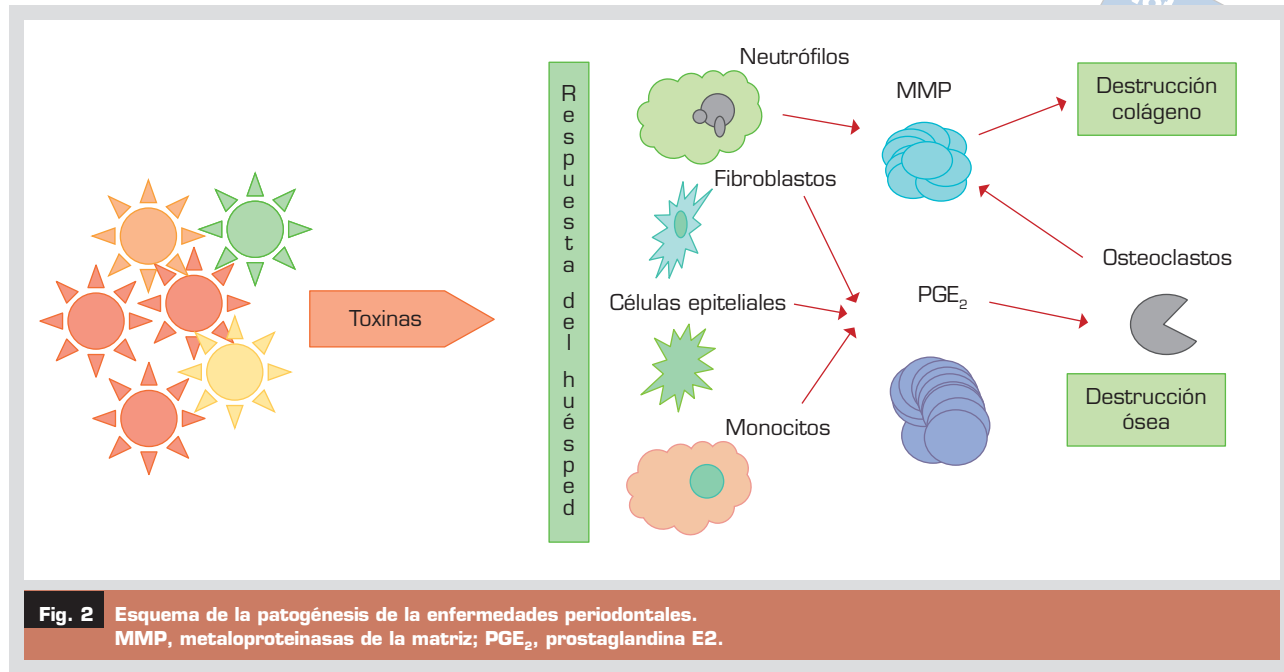 Toxinas
Respuesta del huésped
Neutrófilos
Fibroblastos
Células epiteliales
Monocitos
MMP
PGE₂
Destrucción
colágeno
Osteoclastos
Destrucción
ósea
Fig. 2 Esquema de la patogénesis de la enfermedades periodontales.
MMP, metaloproteinasas de la matriz; PGE₂, prostaglandina E2.